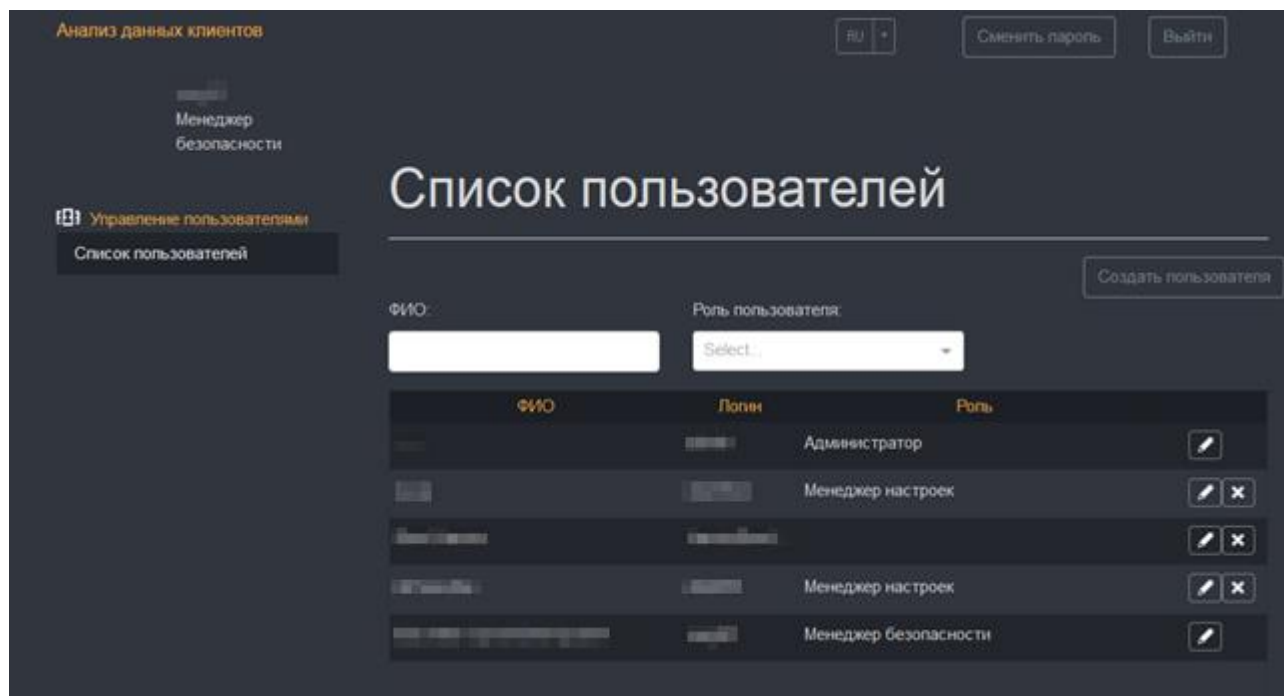 Анализ данных клиентов
RU
Сменить пароль
Выйти
Менеджер
безопасности
Управление пользователями
Список пользователей
Список пользователей
Создать пользователя
ФИО:
Роль пользователя:
Select...
ФИО Логин Роль
Администратор
Менеджер настроек
Менеджер настроек
Менеджер безопасности